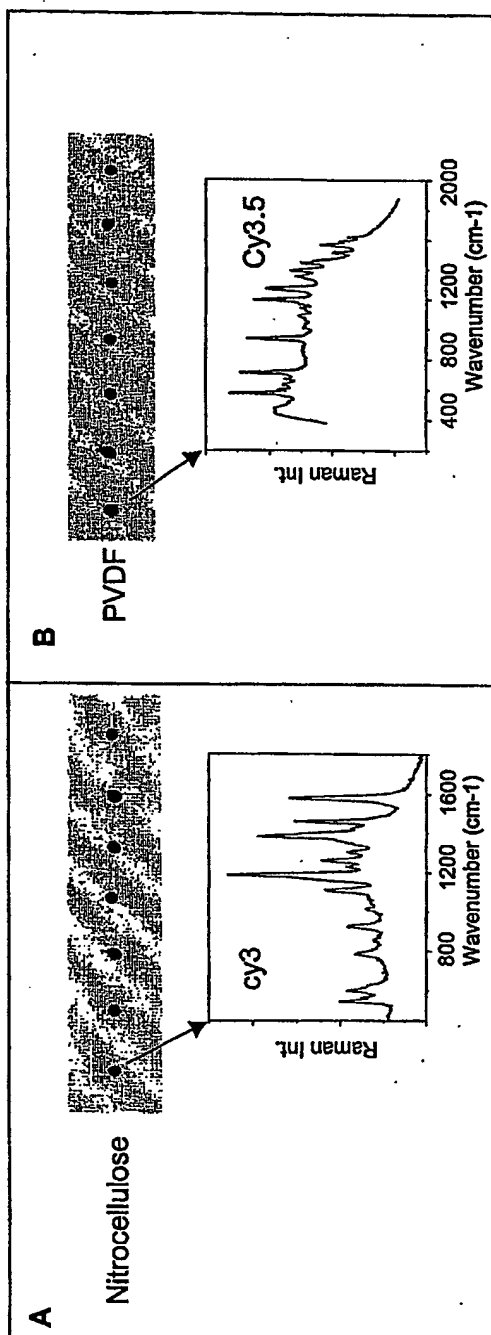 A
Nitrocellulose
cy3
Raman Int.
800
1200
1600
Wavenumber (cm-1)
B
PVDF
Cy3.5
Raman Int.
400
800
1200
2000
Wavenumber (cm-1)